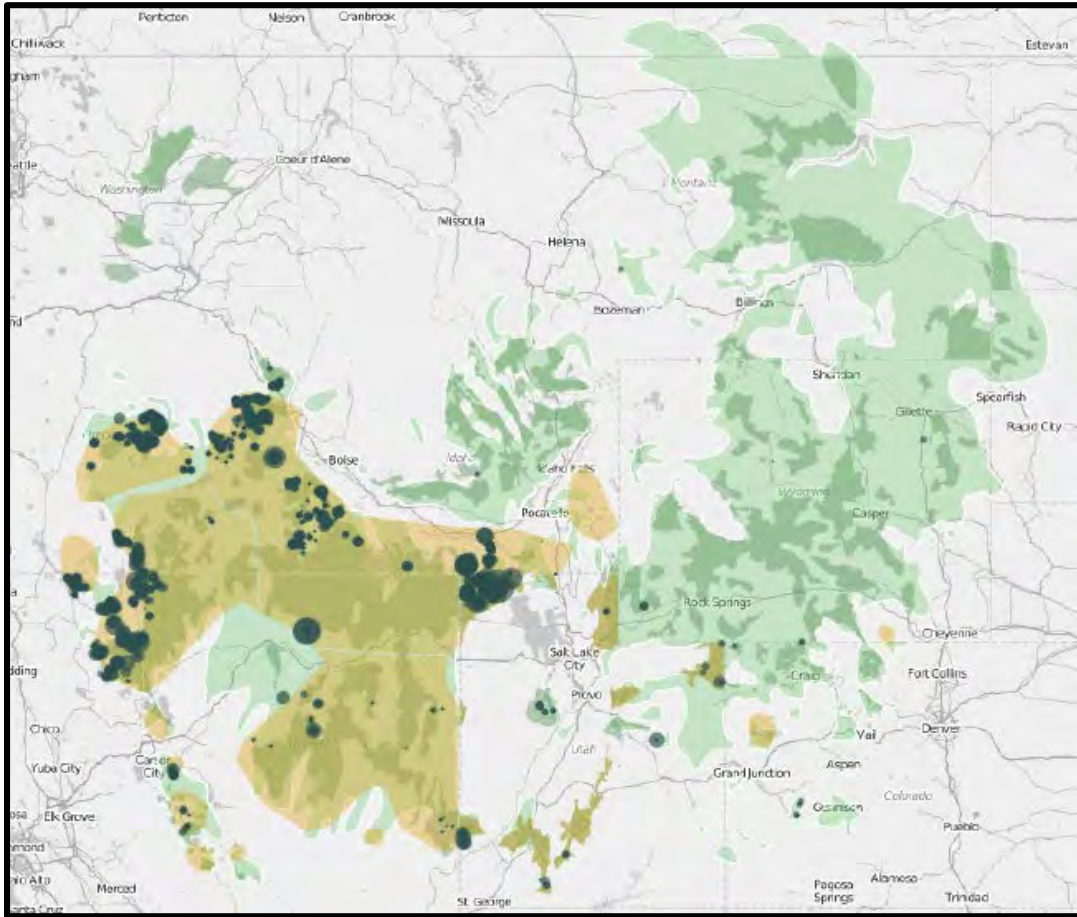 Penticton
Nelson
Cranbrook
Chilliwack
Estevan
gham
Coeur d'Alene
Washington
Montana
Missoula
Helena
Bozeman
Billings
Sheridan
Spearfish
Gillette
Rapid City
Boise
Idaho Falls
Wyoming
Pocatello
Casper
Rock Springs
Cheyenne
Salt Lake
City
dding
Craig
Fort Collins
Provo
Chico
Vail
Denver
Utah
Yuba City
Carson
City
Aspen
Grand Junction
Elk Grove
Gunnison
Colorado
Pueblo
mond
Merced
Alamosa
St. George
Pagosa
Springs
Trinidad